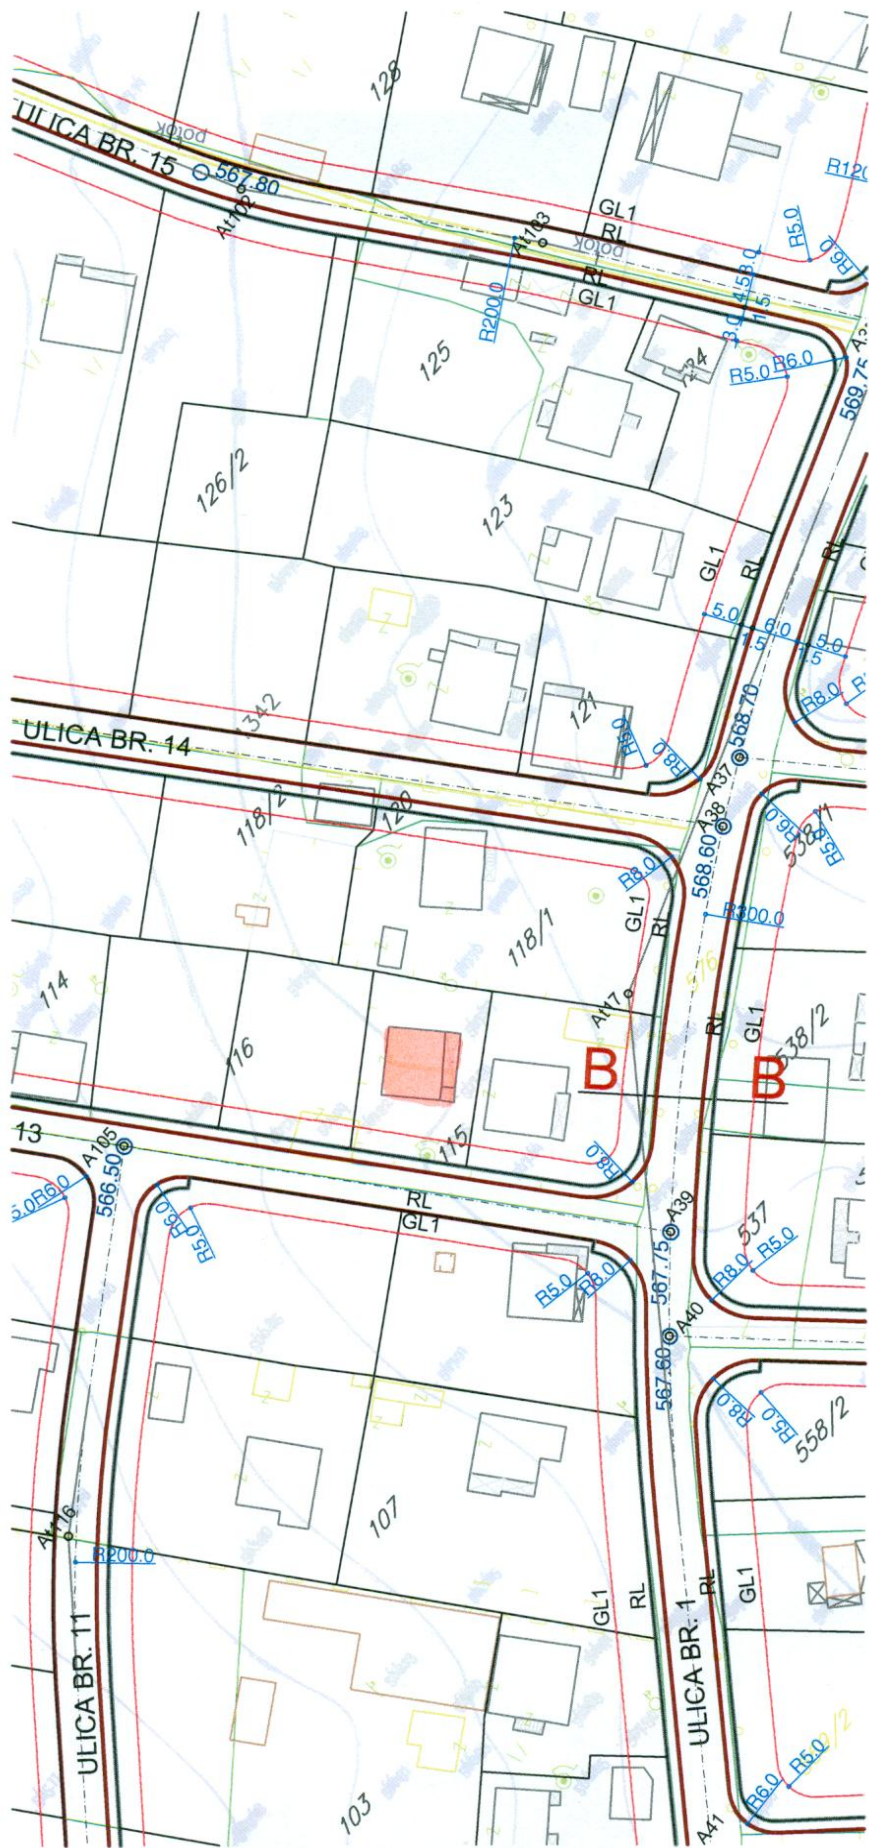 128
ULICA BR. 15
potok
567.80
At102
GL1
RL
At103
potok
R5.0
R6.0
RL
GL1
R200.0
3.0
4.5
1.5
3.0
R5.0
R6.0
569.75
125
126/2
123
GL1
RL
RL
5.0
1.5
6.0
1.5
5.0
R8.0
121
R5.0
R8.0
568.70
A37
ULICA BR. 14
118/2
120
A38
568.60
R6.0
R5.0
538/1
R8.0
R300.0
GL1
RL
118/1
576
114
At17
RL
GL1
538/2
116
B
B
13
A105
566.50
115
R8.0
5.0
R6.0
R6.0
R5.0
RL
GL1
A39
567.75
537
R5.0
R8.0
R8.0
R5.0
A40
567.60
R8.0
R5.0
558/2
107
At116
R200.0
GL1
RL
RL
GL1
ULICA BR. 11
ULICA BR. 1
R6.0
R5.0
103
A41